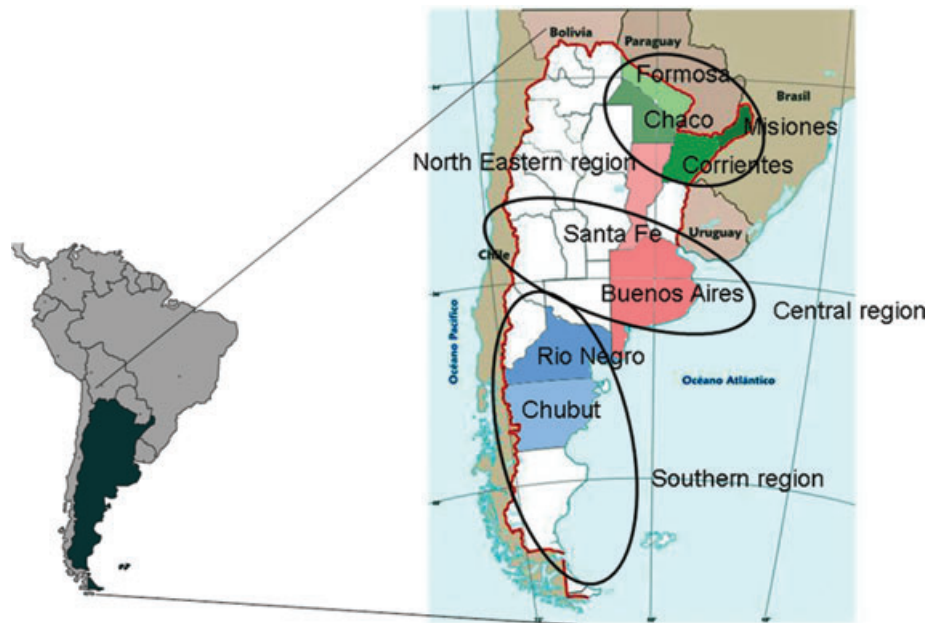 Bolivia
Paraguay
Formosa
Brasil
Chaco
Misiones
North Eastern region
Corrientes
Santa Fe
Uruguay
Chile
Buenos Aires
Central region
Océano Pacífico
Rio Negro
Océano Atlántico
Chubut
Southern region